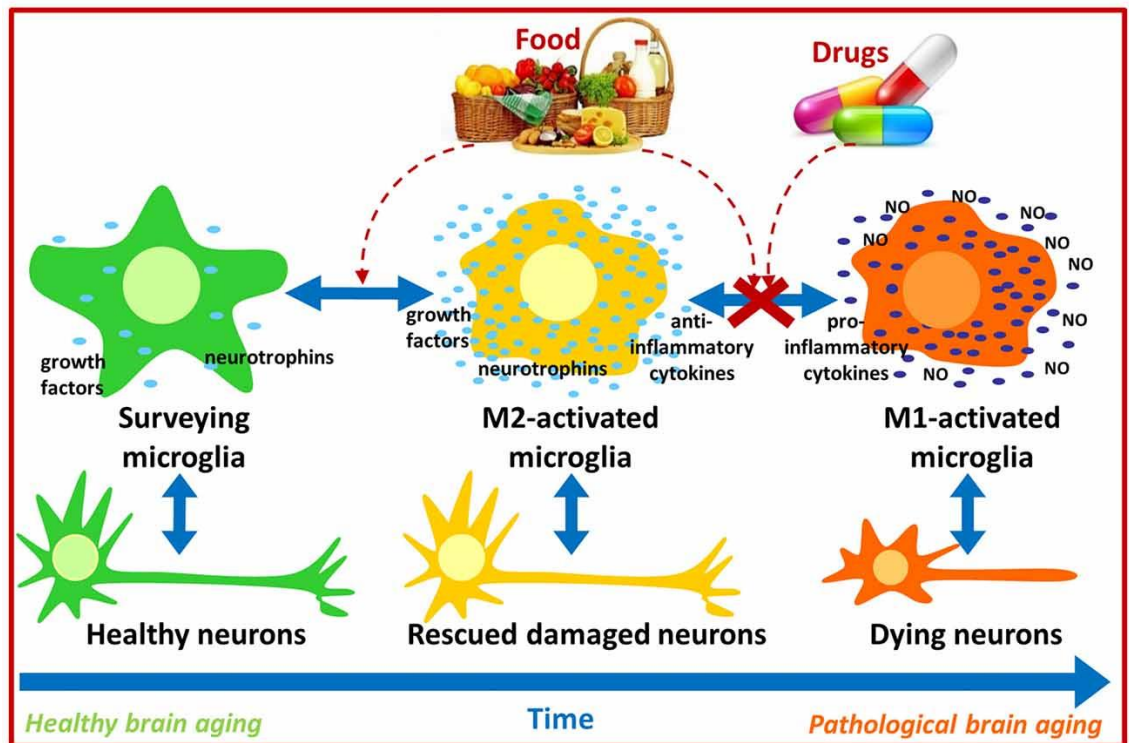 Food
Drugs
growth
factors
neurotrophins
Surveying
microglia
growth
factors
neurotrophins
anti-
inflammatory
cytokines
M2-activated
microglia
pro-
inflammatory
cytokines
NO
NO
NO
NO
NO
NO
NO
NO
NO
NO
M1-activated
microglia
Healthy neurons
Rescued damaged neurons
Dying neurons
Healthy brain aging
Time
Pathological brain aging